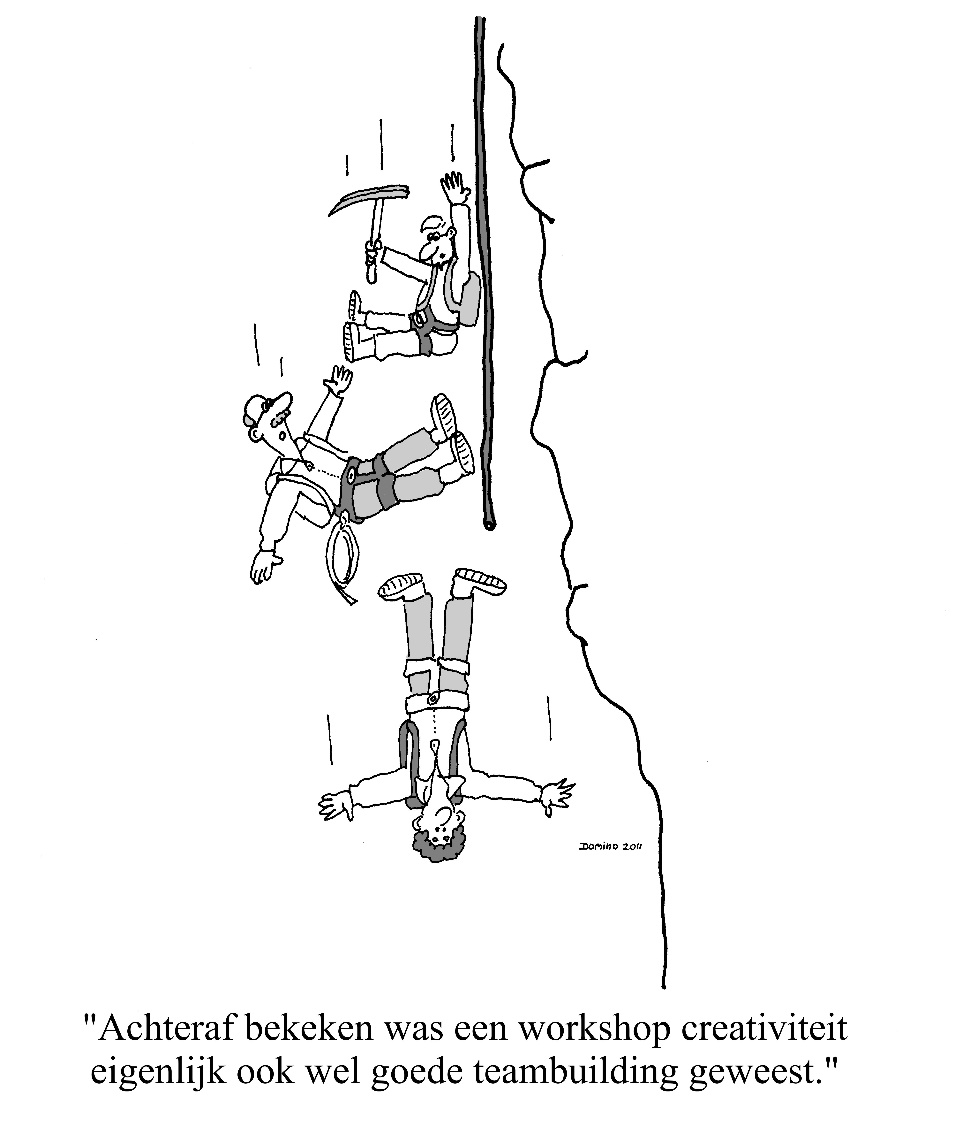 Domino 2011
"Achteraf bekeken was een workshop creativiteit
eigenlijk ook wel goede teambuilding geweest."